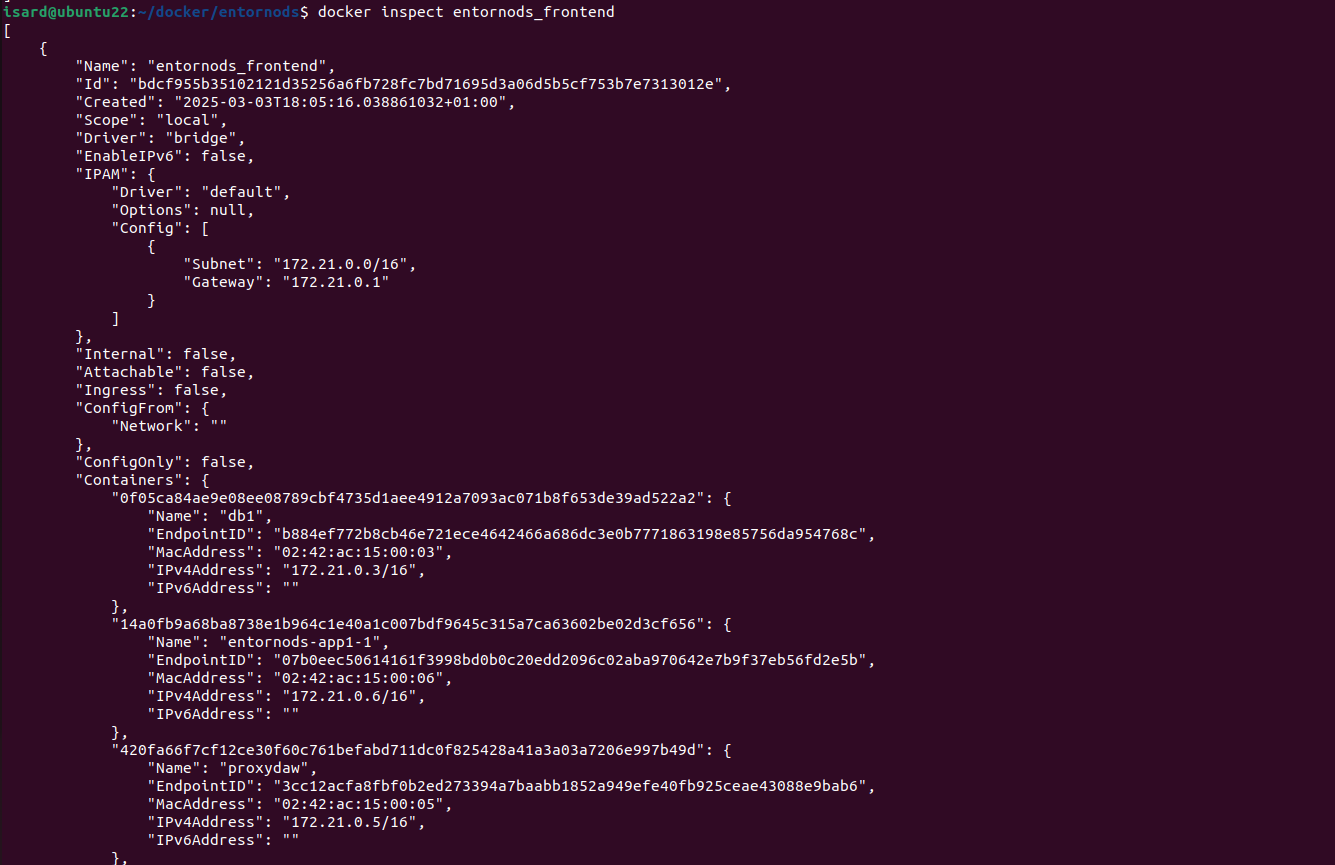 isard@ubuntu22:~/docker/entornods$ docker inspect entornods_frontend
[
    {
        "Name": "entornods_frontend",
        "Id": "bdcf955b35102121d35256a6fb728fc7bd71695d3a06d5b5cf753b7e7313012e",
        "Created": "2025-03-03T18:05:16.038861032+01:00",
        "Scope": "local",
        "Driver": "bridge",
        "EnableIPv6": false,
        "IPAM": {
            "Driver": "default",
            "Options": null,
            "Config": [
                {
                    "Subnet": "172.21.0.0/16",
                    "Gateway": "172.21.0.1"
                }
            ]
        },
        "Internal": false,
        "Attachable": false,
        "Ingress": false,
        "ConfigFrom": {
            "Network": ""
        },
        "ConfigOnly": false,
        "Containers": {
            "0f05ca84ae9e08ee08789cbf4735d1aee4912a7093ac071b8f653de39ad522a2": {
                "Name": "db1",
                "EndpointID": "b884ef772b8cb46e721ece4642466a686dc3e0b7771863198e85756da954768c",
                "MacAddress": "02:42:ac:15:00:03",
                "IPv4Address": "172.21.0.3/16",
                "IPv6Address": ""
            },
            "14a0fb9a68ba8738e1b964c1e40a1c007bdf9645c315a7ca63602be02d3cf656": {
                "Name": "entornods-app1-1",
                "EndpointID": "07b0eec50614161f3998bd0b0c20edd2096c02aba970642e7b9f37eb56fd2e5b",
                "MacAddress": "02:42:ac:15:00:06",
                "IPv4Address": "172.21.0.6/16",
                "IPv6Address": ""
            },
            "420fa66f7cf12ce30f60c761befabd711dc0f825428a41a3a03a7206e997b49d": {
                "Name": "proxydaw",
                "EndpointID": "3cc12acfa8fbf0b2ed273394a7baabb1852a949efe40fb925ceae43088e9bab6",
                "MacAddress": "02:42:ac:15:00:05",
                "IPv4Address": "172.21.0.5/16",
                "IPv6Address": ""
            },